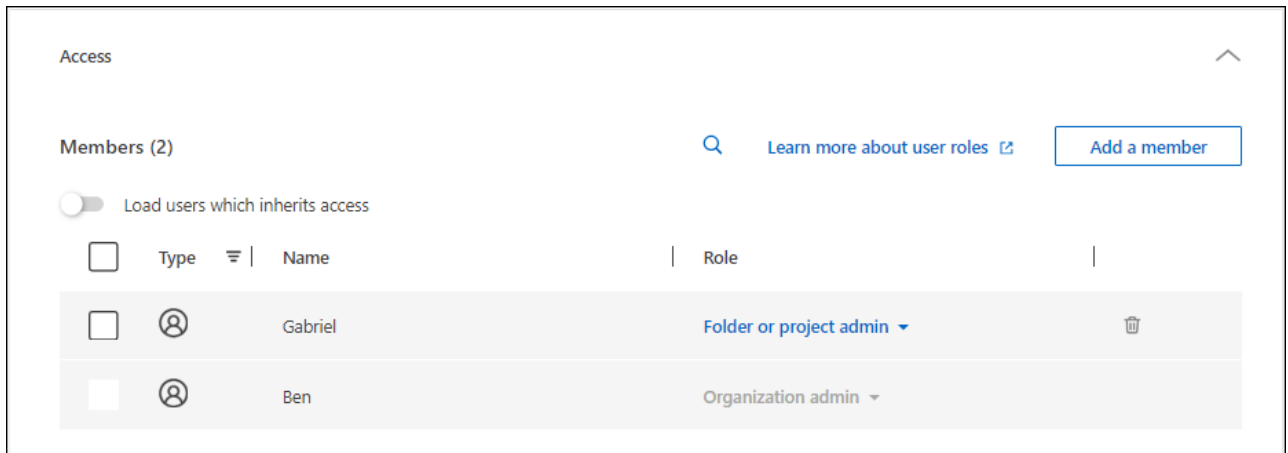 Access
Members (2)
Learn more about user roles
Add a member
Load users which inherits access
Type Name Role
Gabriel Folder or project admin
Ben Organization admin